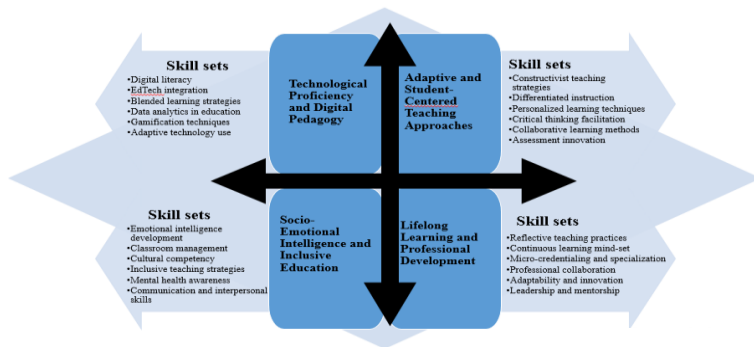 Skill sets
•Digital literacy
•EdTech integration
•Blended learning strategies
•Data analytics in education
•Gamification techniques
•Adaptive technology use
Technological
Proficiency
and Digital
Pedagogy
Adaptive and
Student-
Centered
Teaching
Approaches
Skill sets
•Constructivist teaching
strategies
•Differentiated instruction
•Personalized learning techniques
•Critical thinking facilitation
•Collaborative learning methods
•Assessment innovation
Skill sets
•Emotional intelligence
development
•Classroom management
•Cultural competency
•Inclusive teaching strategies
•Mental health awareness
•Communication and interpersonal
skills
Socio-
Emotional
Intelligence and
Inclusive
Education
Lifelong
Learning and
Professional
Development
Skill sets
•Reflective teaching practices
•Continuous learning mind-set
•Micro-credentialing and specialization
•Professional collaboration
•Adaptability and innovation
•Leadership and mentorship